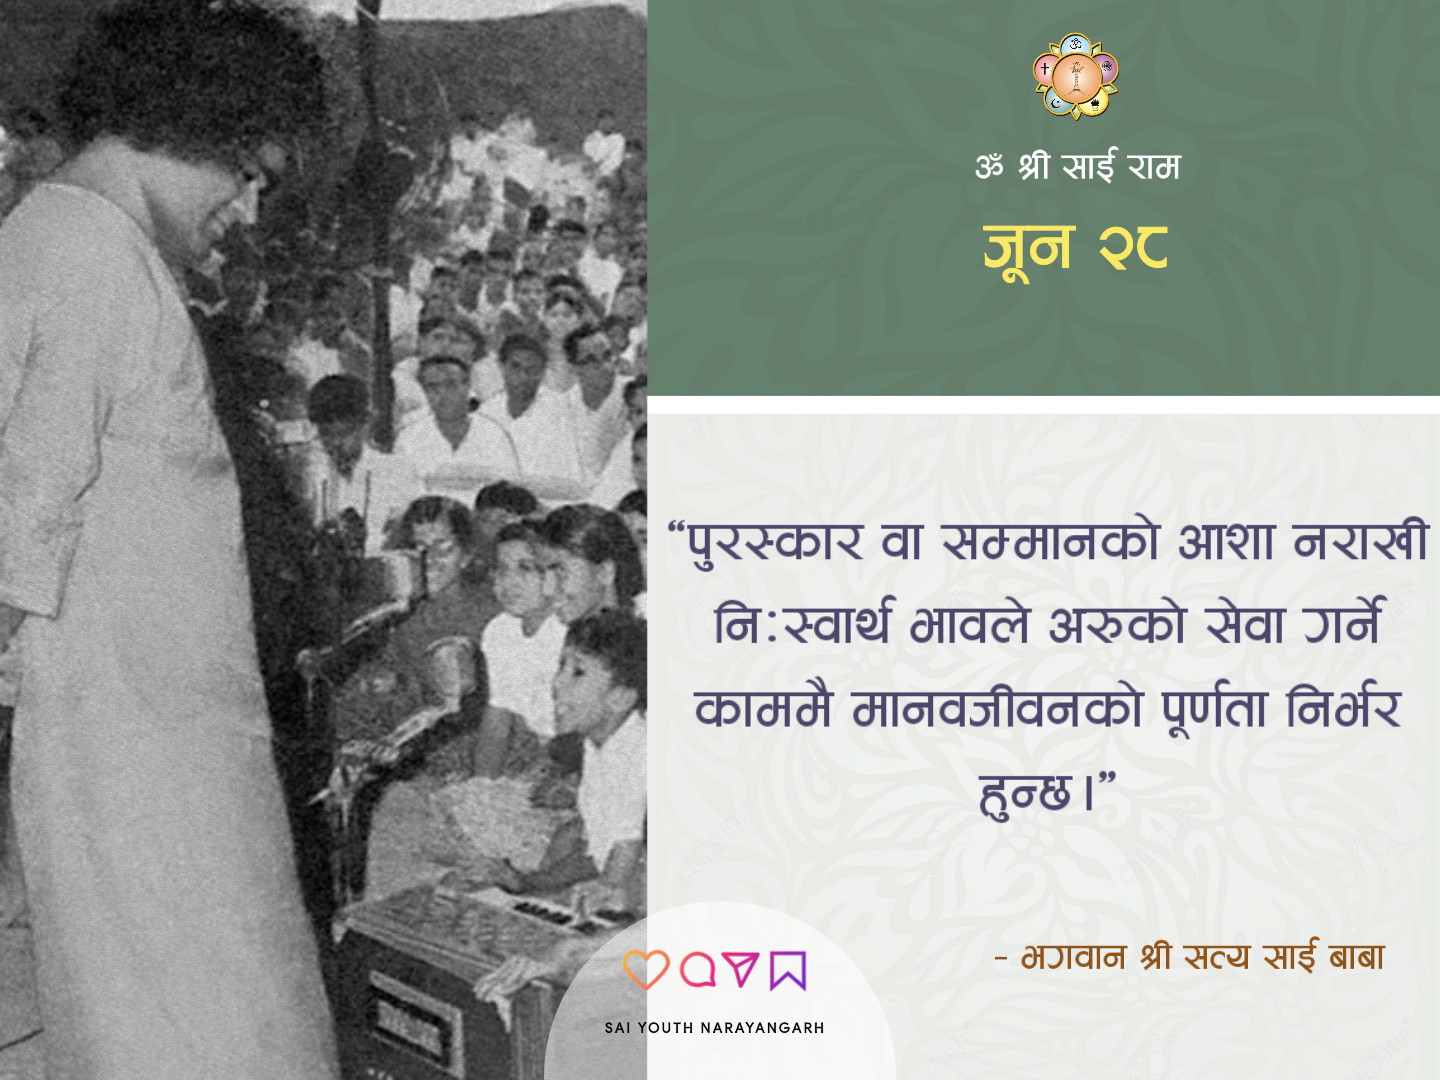 ॐ श्री साई राम
जून २८
“पुरस्कार वा सम्मानको आशा नराखी
नि:स्वार्थ भावले अरुको सेवा गर्ने
काममै मानवजीवनको पूर्णता निर्भर
हुन्छ।”
- भगवान श्री सत्य साई बाबा
SAI YOUTH NARAYANGARH